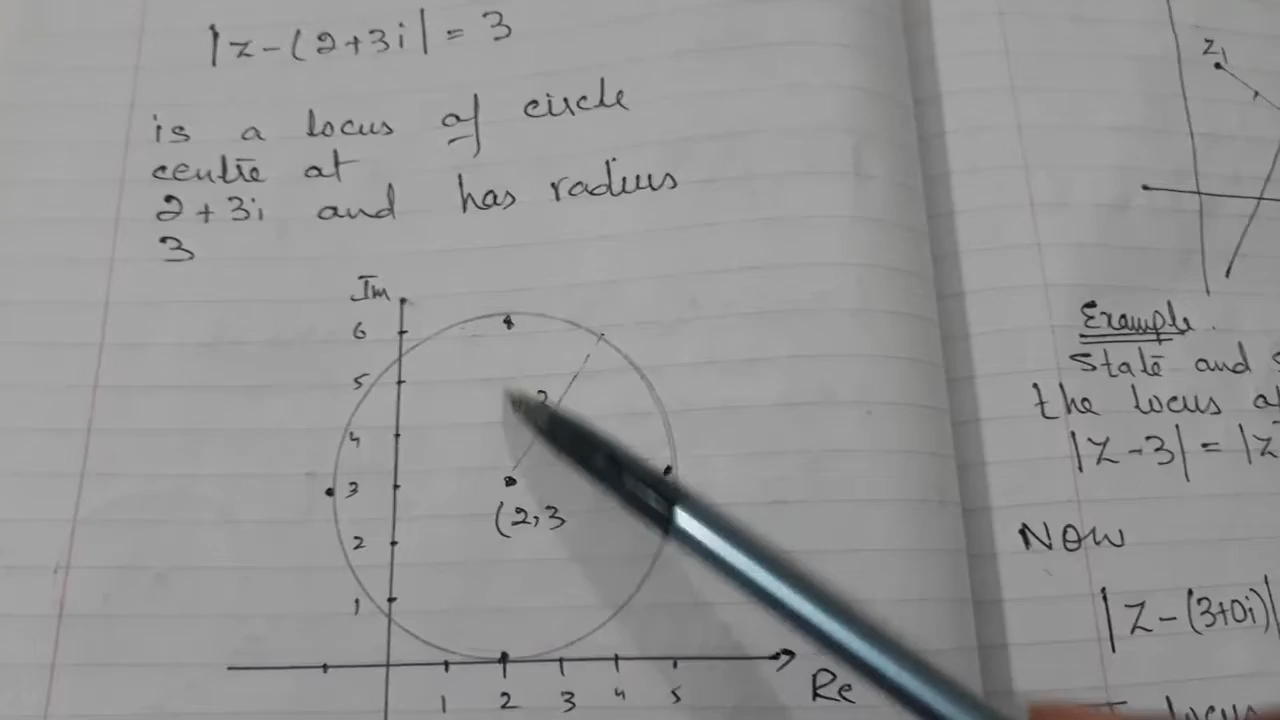 |z-(2+3i| = 3
is a locus of circle
centre at
2+3i and has radius
3
Im
6
5
4
3
2
1
(2,3
1 2 3 4 5
Re
z1
Example.
State and
the locus
|z-3| = |z
NOW
|z-(3+0i)|
locus